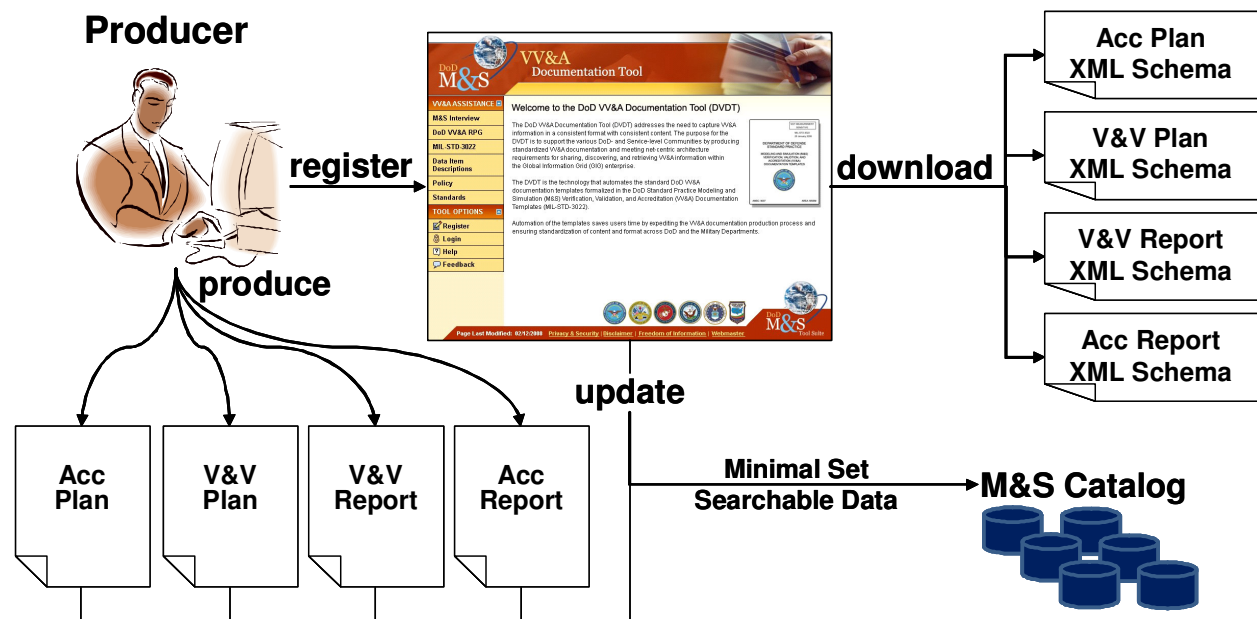 Producer
register
produce
DoD
M&S
VV&A
Documentation Tool
VV&A ASSISTANCE
M&S Interview
DoD VV&A RPG
MIL-STD-3022
Data Item
Descriptions
Policy
Standards
TOOL OPTIONS
Register
Login
Help
Feedback
Welcome to the DoD VV&A Documentation Tool (DVDT)
The DoD VV&A Documentation Tool (DVDT) addresses the need to capture VV&A
information in a consistent format with consistent content. The purpose for the
DVDT is to support the various DoD- and Service-level Communities by producing
standardized VV&A documentation and meeting net-centric architecture
requirements for sharing, discovering, and retrieving VV&A information within
the Global Information Grid (GIG) enterprise.
The DVDT is the technology that automates the standard DoD VV&A
documentation templates formalized in the DoD Standard Practice Modeling and
Simulation (M&S) Verification, Validation, and Accreditation (VV&A) Documentation
Templates (MIL-STD-3022).
Automation of the templates saves users time by expediting the VV&A documentation production process and
ensuring standardization of content and format across DoD and the Military Departments.
DEPARTMENT OF DEFENSE
STANDARD PRACTICE
Page Last Modified: 02/12/2008 Privacy & Security | Disclaimer | Freedom of Information | Webmaster
DoD
M&S
Tool Suite
download
Acc Plan
XML Schema
V&V Plan
XML Schema
V&V Report
XML Schema
Acc Report
XML Schema
update
Acc
Plan
V&V
Plan
V&V
Report
Acc
Report
Minimal Set
Searchable Data
M&S Catalog